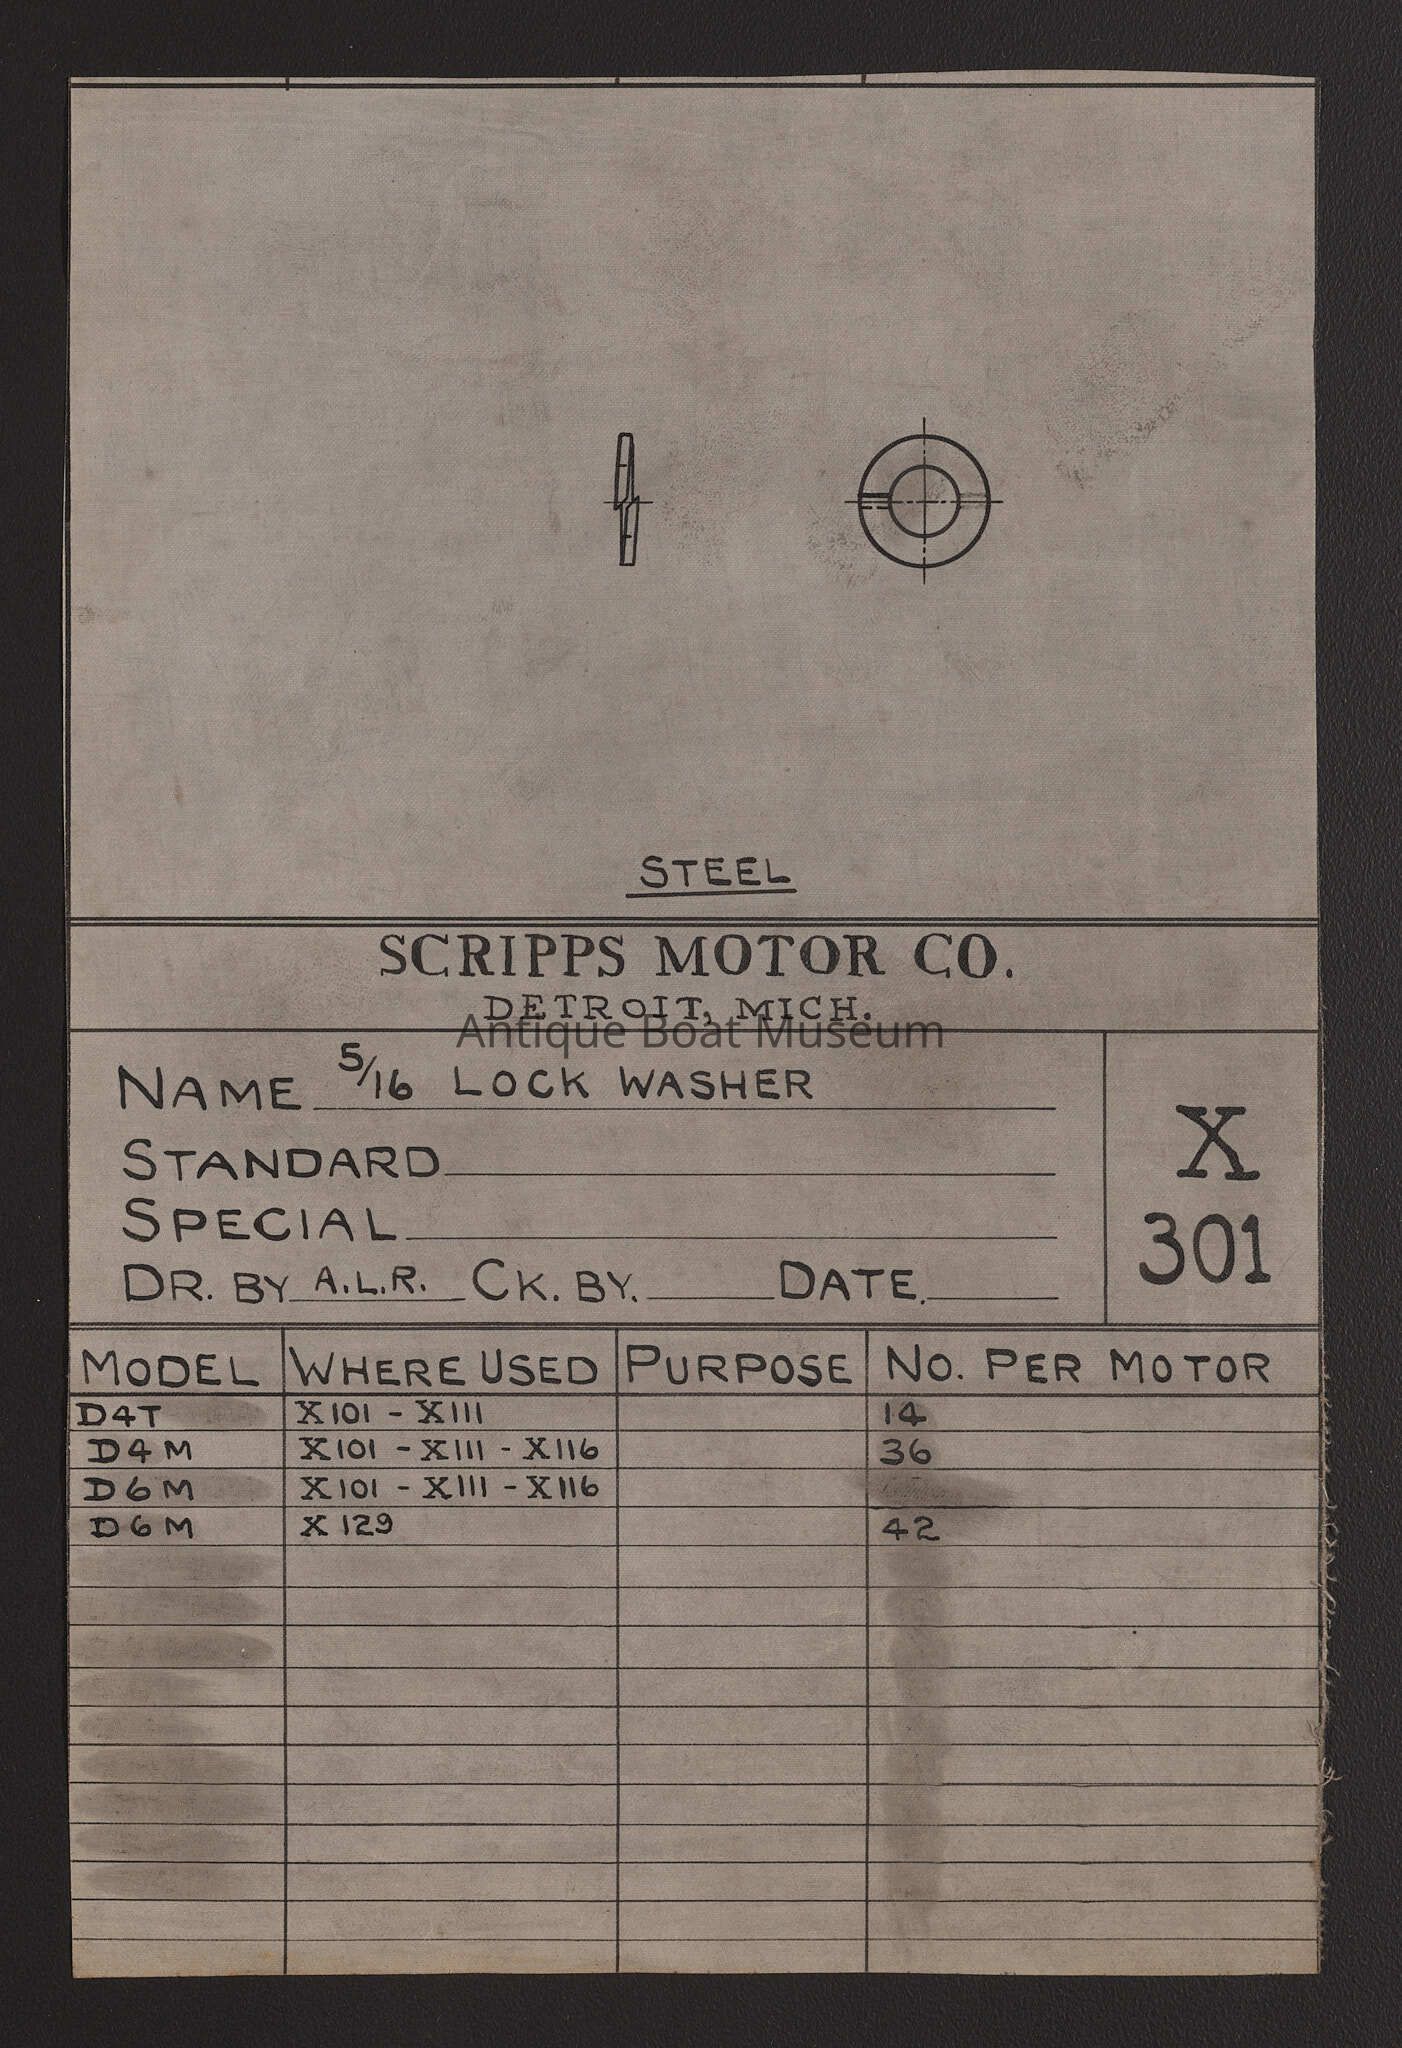 STEEL
SCRIPPS MOTOR CO.
DETROIT, MICH.
Antique Boat Museum
NAME 5/16 LOCK WASHER
STANDARD
SPECIAL
DR. BY A.L.R. CK. BY. DATE.
X
301
MODEL WHERE USED PURPOSE NO. PER MOTOR
D4T X101 - X111 14
D4M X101 - X111 - X116 36
D6M X101 - X111 - X116
D6M X129 42